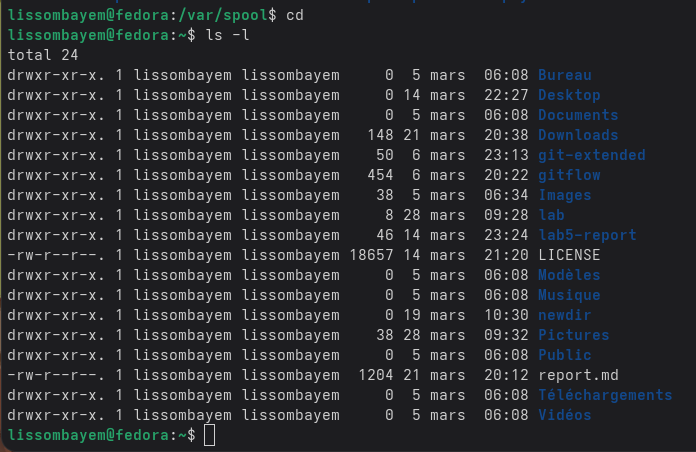 lissombayem@fedora:/var/spool$ cd
lissombayem@fedora:~$ ls -l
total 24
drwxr-xr-x. 1 lissombayem lissombayem     0  5 mars  06:08 Bureau
drwxr-xr-x. 1 lissombayem lissombayem     0 14 mars  22:27 Desktop
drwxr-xr-x. 1 lissombayem lissombayem     0  5 mars  06:08 Documents
drwxr-xr-x. 1 lissombayem lissombayem   148 21 mars  20:38 Downloads
drwxr-xr-x. 1 lissombayem lissombayem    50  6 mars  23:13 git-extended
drwxr-xr-x. 1 lissombayem lissombayem   454  6 mars  20:22 gitflow
drwxr-xr-x. 1 lissombayem lissombayem    38  5 mars  06:34 Images
drwxr-xr-x. 1 lissombayem lissombayem     8 28 mars  09:28 lab
drwxr-xr-x. 1 lissombayem lissombayem    46 14 mars  23:24 lab5-report
-rw-r--r--. 1 lissombayem lissombayem 18657 14 mars  21:20 LICENSE
drwxr-xr-x. 1 lissombayem lissombayem     0  5 mars  06:08 Modèles
drwxr-xr-x. 1 lissombayem lissombayem     0  5 mars  06:08 Musique
drwxr-xr-x. 1 lissombayem lissombayem     0 19 mars  10:30 newdir
drwxr-xr-x. 1 lissombayem lissombayem    38 28 mars  09:32 Pictures
drwxr-xr-x. 1 lissombayem lissombayem     0  5 mars  06:08 Public
-rw-r--r--. 1 lissombayem lissombayem  1204 21 mars  20:12 report.md
drwxr-xr-x. 1 lissombayem lissombayem     0  5 mars  06:08 Téléchargements
drwxr-xr-x. 1 lissombayem lissombayem     0  5 mars  06:08 Vidéos
lissombayem@fedora:~$